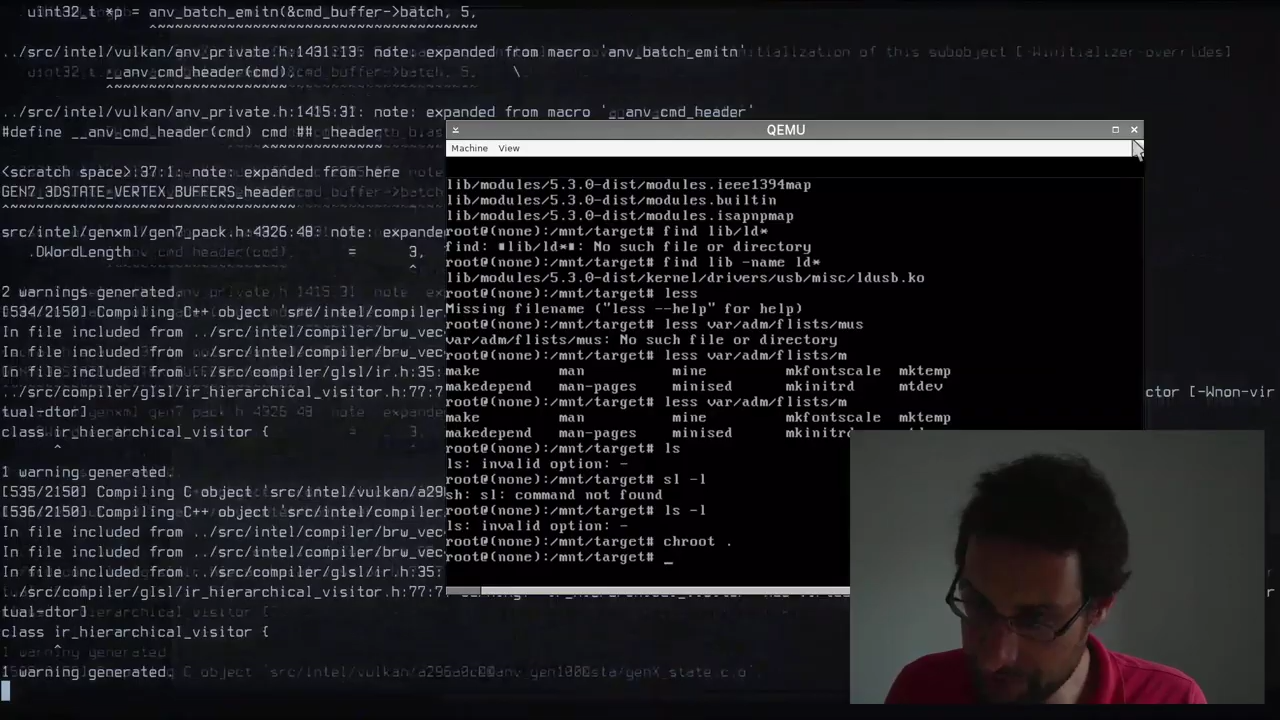 uint32_t *p = anv_batch_emitn(&cmd_buffer->batch, 5,
../src/intel/vulkan/anv_private.h:1431:13: note: expanded from macro 'anv_batch_emitn'
initialization of this subobject [-Winitializer-overrides]
__anv_cmd_header(cmd),
\
../src/intel/vulkan/anv_private.h:1415:31: note: expanded from macro '__anv_cmd_header'
#define __anv_cmd_header(cmd) cmd ## _header
<scratch space>:37:1: note: expanded from here
GEN7_3DSTATE_VERTEX_BUFFERS_header
src/intel/genxml/gen7_pack.h:4326:48: note: expanded
.DWordLength = 3,
2 warnings generated.
[534/2150] Compiling C++ object 'src/intel/compiler
In file included from ../src/intel/compiler/brw_vec
In file included from ../src/intel/compiler/brw_
In file included from ../src/compiler/glsl/ir.h:35:
../src/compiler/glsl/ir_hierarchical_visitor.h:77:7
ctor [-Wnon-vir
tual-dtor]
class ir_hierarchical_visitor {
^
1 warning generated.
[535/2150] Compiling C object 'src/intel/vulkan/a29
[536/2150] Compiling C++ object 'src/intel/compiler
In file included from ../src/intel/compiler/brw_vec
In file included from ../src/intel/compiler/brw_
In file included from ../src/compiler/glsl/ir.h:35:
../src/compiler/glsl/ir_hierarchical_visitor.h:77:7
tual-dtor]
class ir_hierarchical_visitor {
^
1 warning generated.
QEMU
Machine View
lib/modules/5.3.0-dist/modules.ieee1394map
lib/modules/5.3.0-dist/modules.builtin
lib/modules/5.3.0-dist/modules.isapnpmap
root@(none):/mnt/target# find lib/ld*
find: lib/ld*: No such file or directory
root@(none):/mnt/target# find lib -name ld*
lib/modules/5.3.0-dist/kernel/drivers/usb/misc/ldusb.ko
root@(none):/mnt/target# less
Missing filename ("less --help" for help)
root@(none):/mnt/target# less var/adm/flists/mus
var/adm/flists/mus: No such file or directory
root@(none):/mnt/target# less var/adm/flists/m
make man mine mkfontscale mktemp
makedepend man-pages minised mkinitrd mtdev
root@(none):/mnt/target# less var/adm/flists/m
make man mine mkfontscale mktemp
makedepend man-pages minised mkinitrd
root@(none):/mnt/target# ls
ls: invalid option: -
root@(none):/mnt/target# sl -l
sh: sl: command not found
root@(none):/mnt/target# ls -l
ls: invalid option: -
root@(none):/mnt/target# chroot .
root@(none):/mnt/target# _